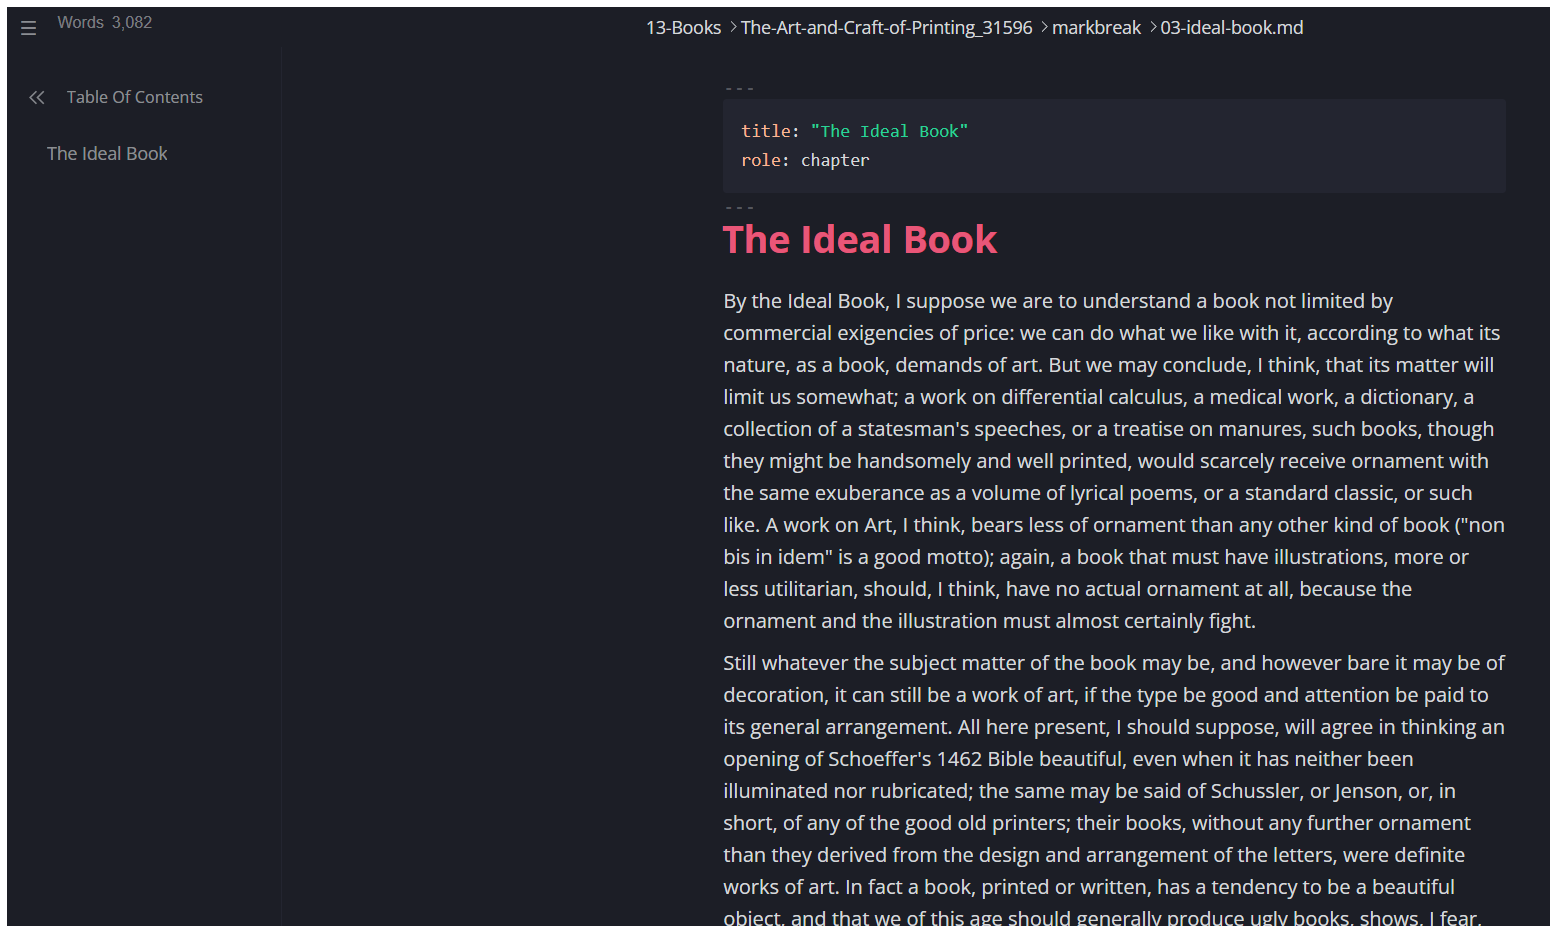 Words 3,082
13-Books > The-Art-and-Craft-of-Printing_31596 > markbreak > 03-ideal-book.md
Table Of Contents
The Ideal Book
---
title: "The Ideal Book"
role: chapter
---
The Ideal Book
By the Ideal Book, I suppose we are to understand a book not limited by
commercial exigencies of price: we can do what we like with it, according to what its
nature, as a book, demands of art. But we may conclude, I think, that its matter will
limit us somewhat; a work on differential calculus, a medical work, a dictionary, a
collection of a statesman's speeches, or a treatise on manures, such books, though
they might be handsomely and well printed, would scarcely receive ornament with
the same exuberance as a volume of lyrical poems, or a standard classic, or such
like. A work on Art, I think, bears less of ornament than any other kind of book ("non
bis in idem" is a good motto); again, a book that must have illustrations, more or
less utilitarian, should, I think, have no actual ornament at all, because the
ornament and the illustration must almost certainly fight.
Still whatever the subject matter of the book may be, and however bare it may be of
decoration, it can still be a work of art, if the type be good and attention be paid to
its general arrangement. All here present, I should suppose, will agree in thinking an
opening of Schoeffer's 1462 Bible beautiful, even when it has neither been
illuminated nor rubricated; the same may be said of Schussler, or Jenson, or, in
short, of any of the good old printers; their books, without any further ornament
than they derived from the design and arrangement of the letters, were definite
works of art. In fact a book, printed or written, has a tendency to be a beautiful
object, and that we of this age should generally produce ugly books, shows, I fear,